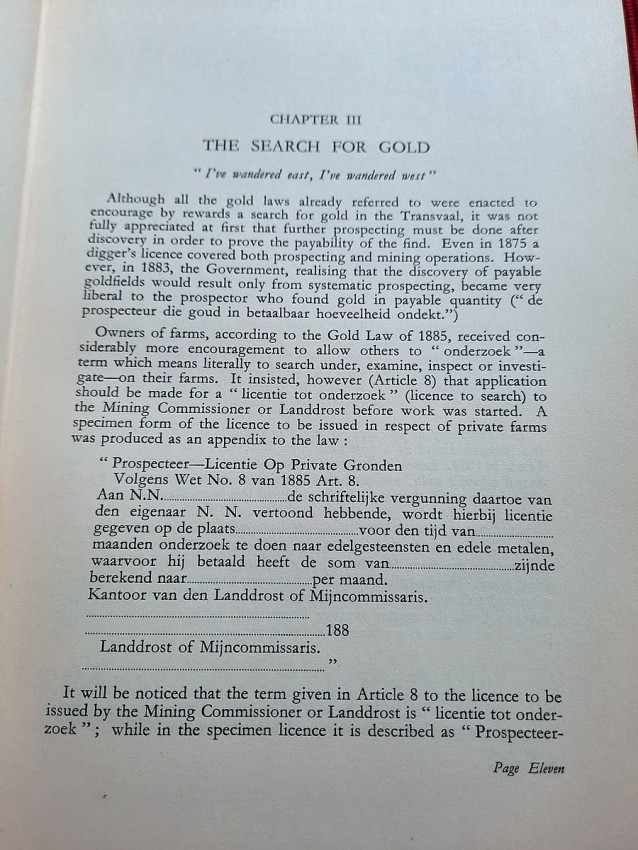 CHAPTER III
THE SEARCH FOR GOLD
" I've wandered east, I've wandered west "
Although all the gold laws already referred to were enacted to
encourage by rewards a search for gold in the Transvaal, it was not
fully appreciated at first that further prospecting must be done after
discovery in order to prove the payability of the find. Even in 1875 a
digger's licence covered both prospecting and mining operations. How-
ever, in 1883, the Government, realising that the discovery of payable
goldfields would result only from systematic prospecting, became very
liberal to the prospector who found gold in payable quantity (" de
prospecteur die goud in betaalbaar hoeveelheid ondekt.")
Owners of farms, according to the Gold Law of 1885, received con-
siderably more encouragement to allow others to " onderzoek "—a
term which means literally to search under, examine, inspect or investi-
gate—on their farms. It insisted, however (Article 8) that application
should be made for a " licentie tot onderzoek " (licence to search) to
the Mining Commissioner or Landdrost before work was started. A
specimen form of the licence to be issued in respect of private farms
was produced as an appendix to the law :
" Prospecteer—Licentie Op Private Gronden
Volgens Wet No. 8 van 1885 Art. 8.
Aan N.N.......................................de schriftelijke vergunning daartoe van
den eigenaar N. N. vertoond hebbende, wordt hierbij licentie
gegeven op de plaats.......................................voor den tijd van........................
maanden onderzoek te doen naar edelgesteensten en edele metalen,
waarvoor hij betaald heeft de som van.......................................zijnde
berekend naar.......................................per maand.
Kantoor van den Landdrost of Mijncommissaris.
......................................................................
...........................................................................188
Landdrost of Mijncommissaris.
........................................................................... "
It will be noticed that the term given in Article 8 to the licence to be
issued by the Mining Commissioner or Landdrost is " licentie tot onder-
zoek " ; while in the specimen licence it is described as " Prospecteer-
Page Eleven